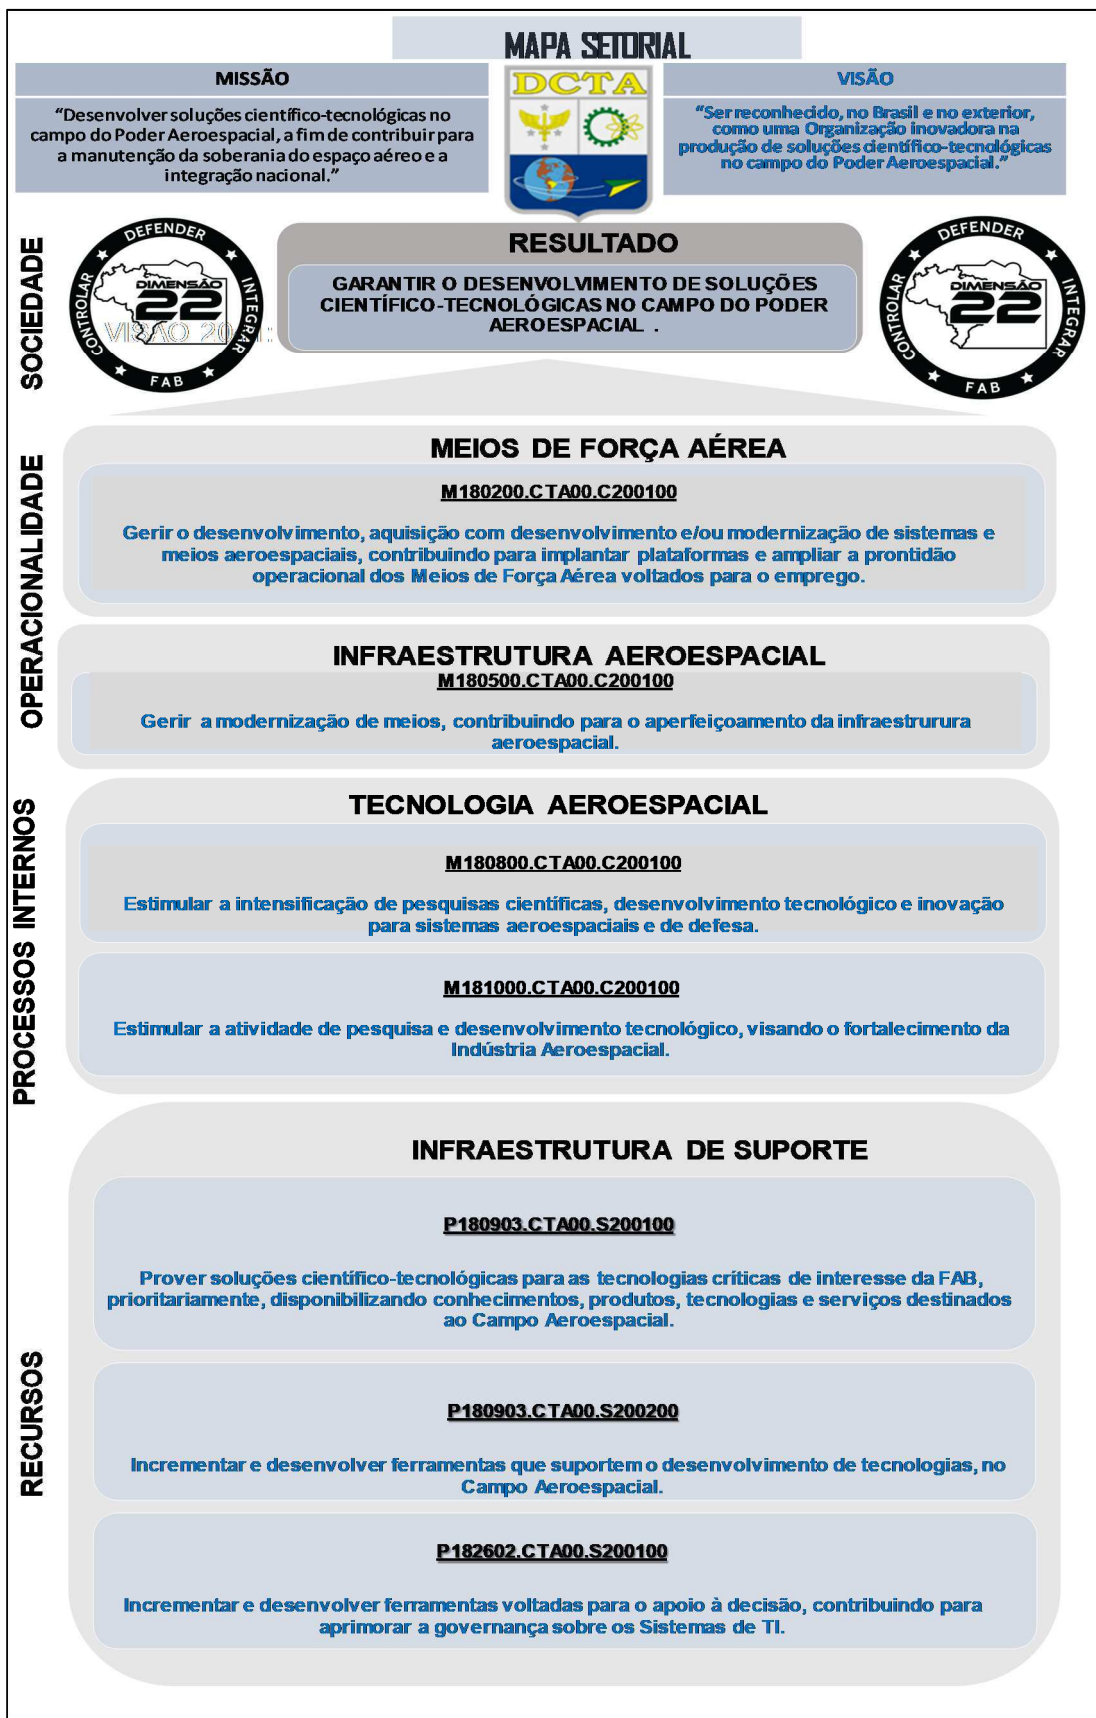 MAPA SETORIAL
MISSÃO
“Desenvolver soluções científico-tecnológicas no
campo do Poder Aeroespacial, a fim de contribuir para
a manutenção da soberania do espaço aéreo e a
integração nacional.”
DCTA
VISÃO
“Ser reconhecido, no Brasil e no exterior,
como uma Organização inovadora na
produção de soluções científico-tecnológicas
no campo do Poder Aeroespacial.”
SOCIEDADE
CONTROLAR ★ DEFENDER ★ INTEGRAR ★ FAB ★
DIMENSÃO
22
RESULTADO
GARANTIR O DESENVOLVIMENTO DE SOLUÇÕES
CIENTÍFICO-TECNOLÓGICAS NO CAMPO DO PODER
AEROESPACIAL .
CONTROLAR ★ DEFENDER ★ INTEGRAR ★ FAB ★
DIMENSÃO
22
OPERACIONALIDADE
MEIOS DE FORÇA AÉREA
M180200.CTA00.C200100
Gerir o desenvolvimento, aquisição com desenvolvimento e/ou modernização de sistemas e
meios aeroespaciais, contribuindo para implantar plataformas e ampliar a prontidão
operacional dos Meios de Força Aérea voltados para o emprego.
INFRAESTRUTURA AEROESPACIAL
M180500.CTA00.C200100
Gerir a modernização de meios, contribuindo para o aperfeiçoamento da infraestrurura
aeroespacial.
PROCESSOS INTERNOS
TECNOLOGIA AEROESPACIAL
M180800.CTA00.C200100
Estimular a intensificação de pesquisas científicas, desenvolvimento tecnológico e inovação
para sistemas aeroespaciais e de defesa.
M181000.CTA00.C200100
Estimular a atividade de pesquisa e desenvolvimento tecnológico, visando o fortalecimento da
Indústria Aeroespacial.
RECURSOS
INFRAESTRUTURA DE SUPORTE
P180903.CTA00.S200100
Prover soluções científico-tecnológicas para as tecnologias críticas de interesse da FAB,
prioritariamente, disponibilizando conhecimentos, produtos, tecnologias e serviços destinados
ao Campo Aeroespacial.
P180903.CTA00.S200200
Incrementar e desenvolver ferramentas que suportem o desenvolvimento de tecnologias, no
Campo Aeroespacial.
P182602.CTA00.S200100
Incrementar e desenvolver ferramentas voltadas para o apoio à decisão, contribuindo para
aprimorar a governança sobre os Sistemas de TI.